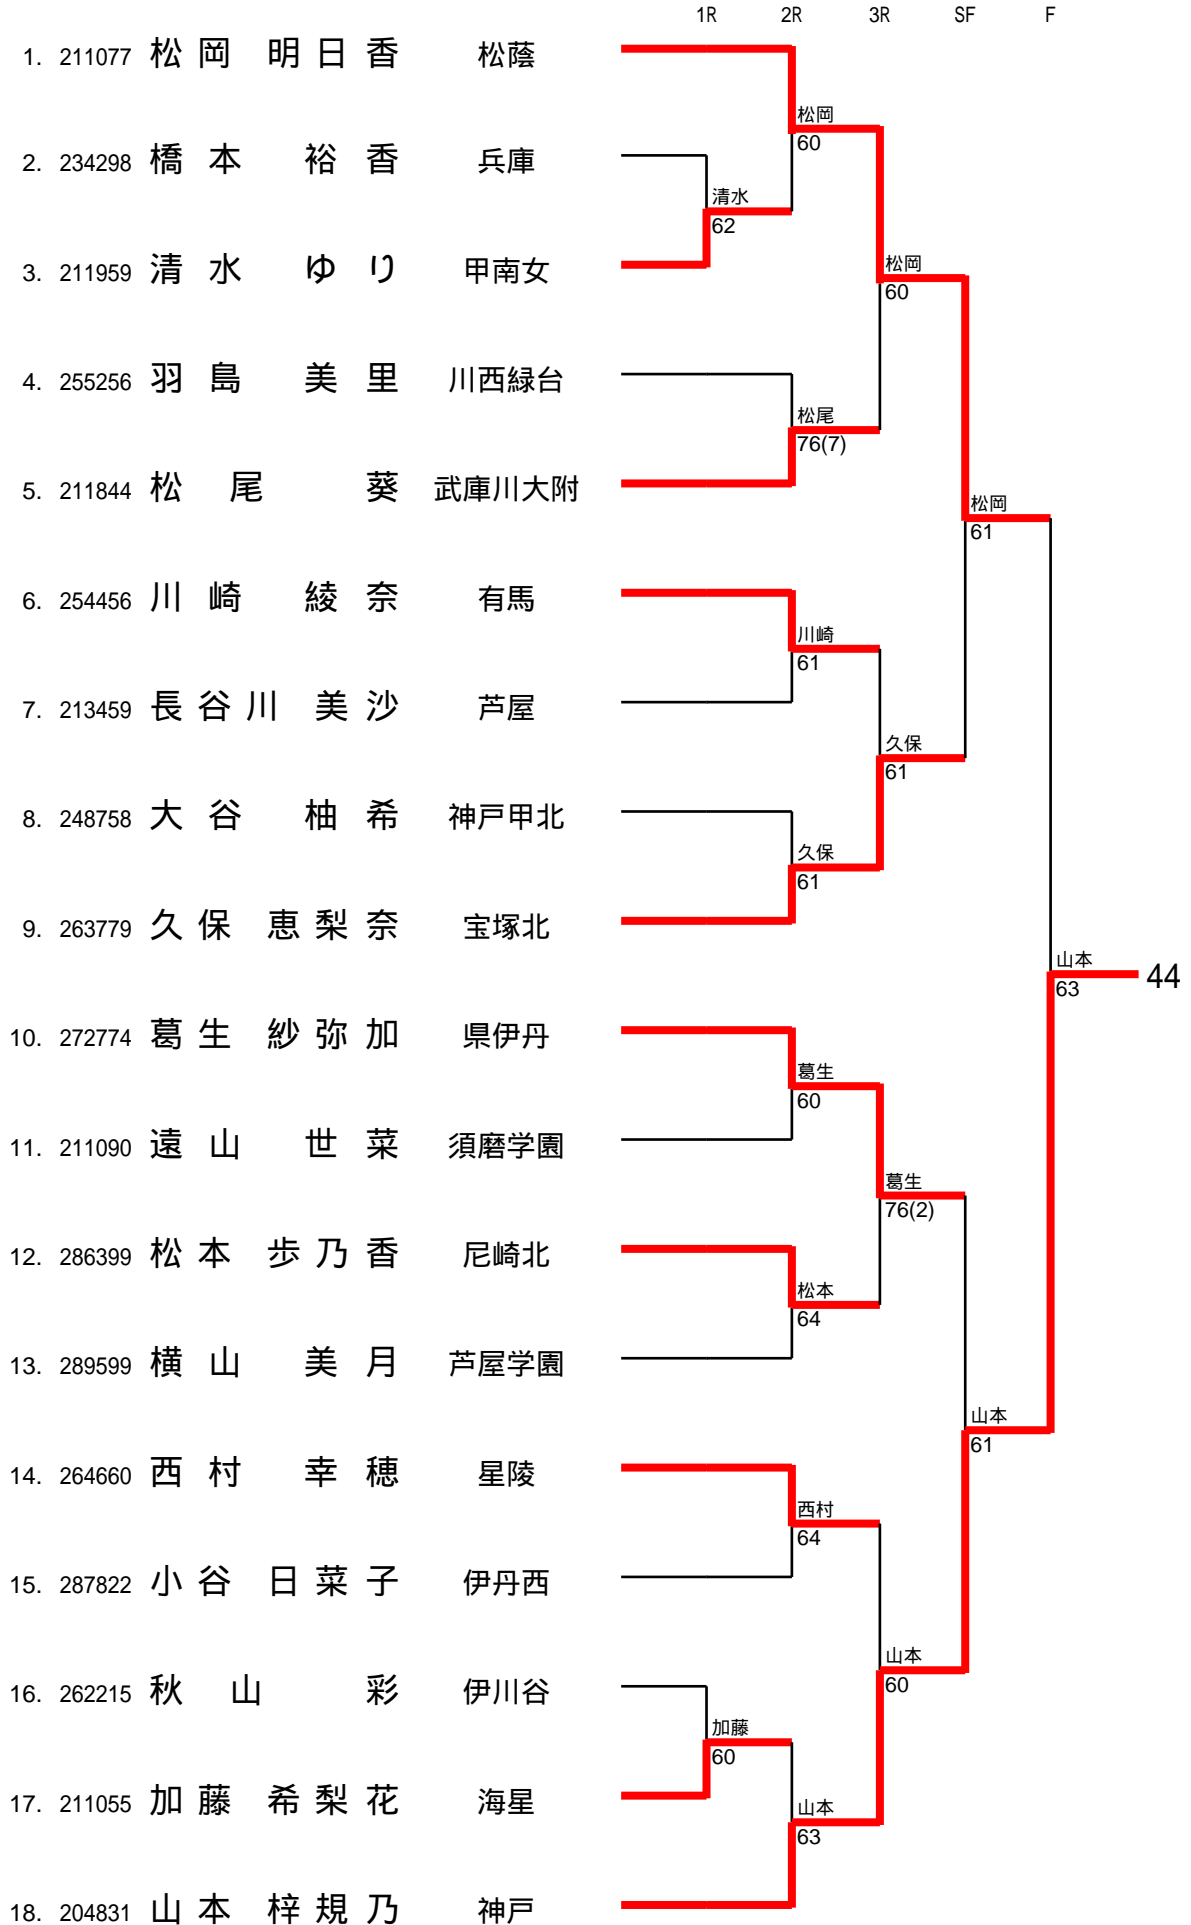 1R 2R 3R SF F
1. 211077 松岡 明日香 松蔭
松岡
60
2. 234298 橋本 裕香 兵庫
清水
62
3. 211959 清水 ゆり 甲南女
松岡
60
4. 255256 羽島 美里 川西緑台
松尾
76(7)
5. 211844 松尾 葵 武庫川大附
松岡
61
6. 254456 川崎 綾奈 有馬
川崎
61
7. 213459 長谷川 美沙 芦屋
久保
61
8. 248758 大谷 柚希 神戸甲北
久保
61
9. 263779 久保 恵梨奈 宝塚北
山本
63
44
10. 272774 葛生 紗弥加 県伊丹
葛生
60
11. 211090 遠山 世菜 須磨学園
葛生
76(2)
12. 286399 松本 歩乃香 尼崎北
松本
64
13. 289599 横山 美月 芦屋学園
山本
61
14. 264660 西村 幸穂 星陵
西村
64
15. 287822 小谷 日菜子 伊丹西
山本
60
16. 262215 秋山 彩 伊川谷
加藤
60
17. 211055 加藤 希梨花 海星
山本
63
18. 204831 山本 梓規乃 神戸